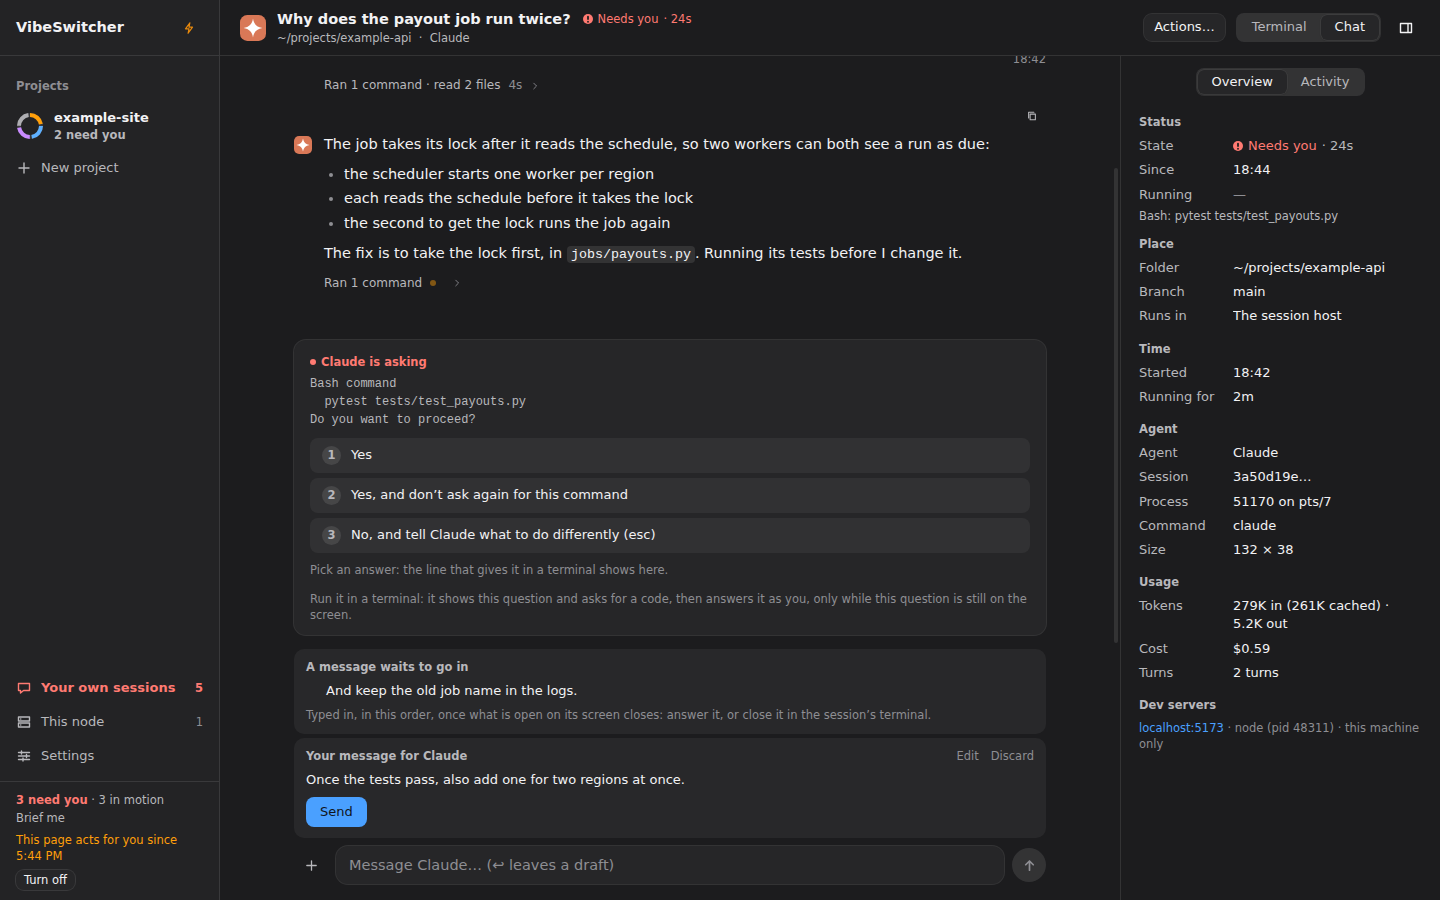 VibeSwitcher
Why does the payout job run twice?
Needs you · 24s
~/projects/example-api · Claude
Actions…
Terminal
Chat
Projects
example-site
2 need you
New project
Your own sessions 5
This node 1
Settings
3 need you · 3 in motion
Brief me
This page acts for you since
5:44 PM
Turn off
18:42
Ran 1 command · read 2 files 4s
The job takes its lock after it reads the schedule, so two workers can both see a run as due:
• the scheduler starts one worker per region
• each reads the schedule before it takes the lock
• the second to get the lock runs the job again
The fix is to take the lock first, in jobs/payouts.py. Running its tests before I change it.
Ran 1 command
Claude is asking
Bash command
pytest tests/test_payouts.py
Do you want to proceed?
1 Yes
2 Yes, and don’t ask again for this command
3 No, and tell Claude what to do differently (esc)
Pick an answer: the line that gives it in a terminal shows here.
Run it in a terminal: it shows this question and asks for a code, then answers it as you, only while this question is still on the
screen.
A message waits to go in
And keep the old job name in the logs.
Typed in, in this order, once what is open on its screen closes: answer it, or close it in the session’s terminal.
Your message for Claude
Edit Discard
Once the tests pass, also add one for two regions at once.
Send
Message Claude… (↩ leaves a draft)
Overview
Activity
Status
State Needs you · 24s
Since 18:44
Running —
Bash: pytest tests/test_payouts.py
Place
Folder ~/projects/example-api
Branch main
Runs in The session host
Time
Started 18:42
Running for 2m
Agent
Agent Claude
Session 3a50d19e…
Process 51170 on pts/7
Command claude
Size 132 × 38
Usage
Tokens 279K in (261K cached) ·
5.2K out
Cost $0.59
Turns 2 turns
Dev servers
localhost:5173 · node (pid 48311) · this machine
only